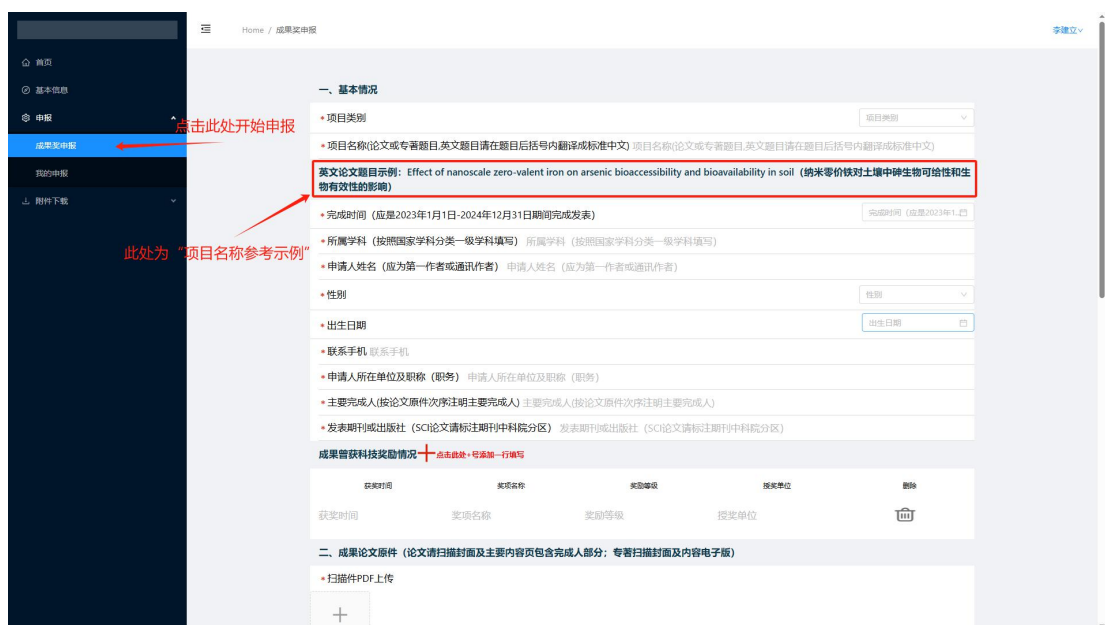 Home / 成果奖申报
李建立
首页
基本信息
申报
成果奖申报
我的申报
附件下载
点击此处开始申报
此处为“项目名称参考示例”
一、基本情况
*项目类别 项目类别
*项目名称(论文或专著题目,英文题目请在题目后括号内翻译成标准中文) 项目名称(论文或专著题目,英文题目请在题目后括号内翻译成标准中文)
英文论文题目示例：Effect of nanoscale zero-valent iron on arsenic bioaccessibility and bioavailability in soil（纳米零价铁对土壤中砷生物可给性和生
物有效性的影响）
*完成时间（应是2023年1月1日-2024年12月31日期间完成发表） 完成时间（应是2023年1...
*所属学科（按照国家学科分类一级学科填写） 所属学科（按照国家学科分类一级学科填写）
*申请人姓名（应为第一作者或通讯作者） 申请人姓名（应为第一作者或通讯作者）
*性别 性别
*出生日期 出生日期
*联系手机 联系手机
*申请人所在单位及职称（职务） 申请人所在单位及职称（职务）
*主要完成人(按论文原件次序注明主要完成人) 主要完成人(按论文原件次序注明主要完成人)
*发表期刊或出版社（SCI论文请标注期刊中科院分区） 发表期刊或出版社（SCI论文请标注期刊中科院分区）
成果曾获科技奖励情况 点击此处+号添加一行填写
获奖时间 奖项名称 奖励等级 授奖单位 删除
获奖时间 奖项名称 奖励等级 授奖单位
二、成果论文原件（论文请扫描封面及主要内容页包含完成人部分；专著扫描封面及内容电子版）
*扫描件PDF上传